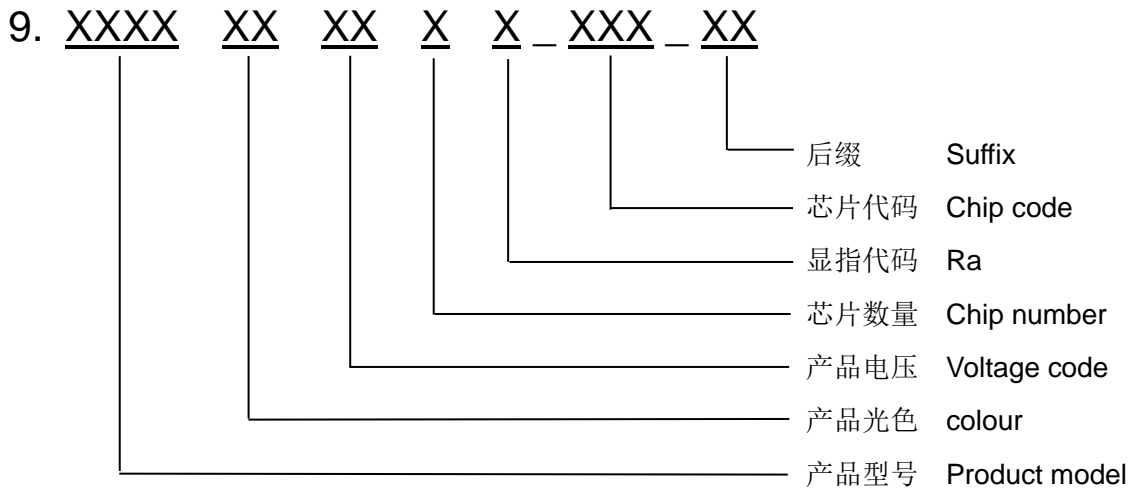 9. XXXX XX XX X X _ XXX _ XX
后缀 Suffix
芯片代码 Chip code
显指代码 Ra
芯片数量 Chip number
产品电压 Voltage code
产品光色 colour
产品型号 Product model